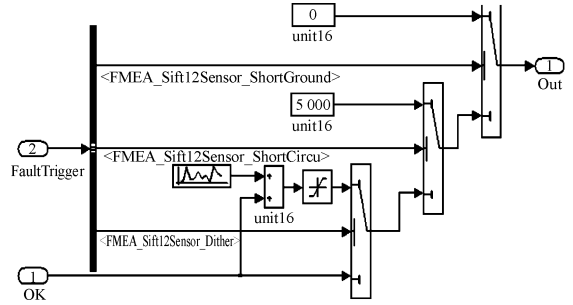 0
unit16
<FMEA_Sift12Sensor_ShortGround>
1
Out
5 000
unit16
2
FaultTrigger
<FMEA_Sift12Sensor_ShortCircu>
unit16
<FMEA_Sift12Sensor_Dither>
1
OK